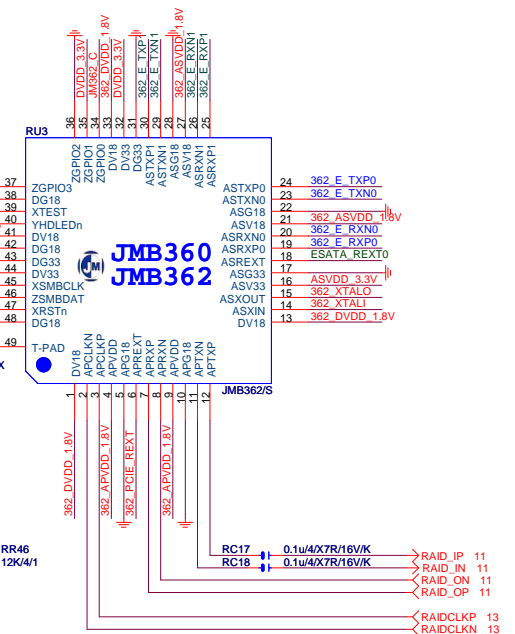 DVDD_3.3V
JM362_C
362_DVDD_1.8V
DVDD_3.3V
362_E_TXP1
362_E_TXN1
362_ASVDD_1.8V
362_E_RXN1
362_E_RXP1
36
35
34
33
32
31
30
29
28
27
26
25
RU3
ZGPIO2
ZGPIO1
ZGPIO0
DV18
DV33
DG33
ASTXP1
ASTXN1
ASG18
ASV18
ASRXN1
ASRXP1
37 ZGPIO3
38 DG18
39 XTEST
40 YHDLEDn
41 DV18
42 DG18
43 DG33
44 DV33
45 XSMBCLK
46 ZSMBDAT
47 XRSTn
48 DG18
49 T-PAD
JM
JMB360
JMB362
ASTXP0 24 362_E_TXP0
ASTXN0 23 362_E_TXN0
ASG18 22
ASV18 21 362_ASVDD_1.8V
ASRXN0 20 362_E_RXN0
ASRXP0 19 362_E_RXP0
ASREXT 18 ESATA_REXT0
ASG33 17
ASV33 16 ASVDD_3.3V
ASXOUT 15 362_XTALO
ASXIN 14 362_XTALI
DV18 13 362_DVDD_1.8V
X
DV18
APCLKN
APCLKP
APVDD
APG18
APREXT
APRXP
APRXN
APVDD
APG18
APTXN
APTXP
JMB362/S
1
2
3
4
5
6
7
8
9
10
11
12
362_DVDD_1.8V
362_APVDD_1.8V
362_PCIE_REXT
362_APVDD_1.8V
RR46
12K/4/1
RC17 0.1u/4/X7R/16V/K RAID_IP 11
RC18 0.1u/4/X7R/16V/K RAID_IN 11
RAID_ON 11
RAID_OP 11
RAIDCLKP 13
RAIDCLKN 13